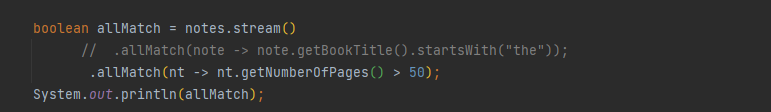 boolean allMatch = notes.stream()
//  .allMatch(note -> note.getBookTitle().startsWith("the"));
.allMatch(nt -> nt.getNumberOfPages() > 50);
System.out.println(allMatch);